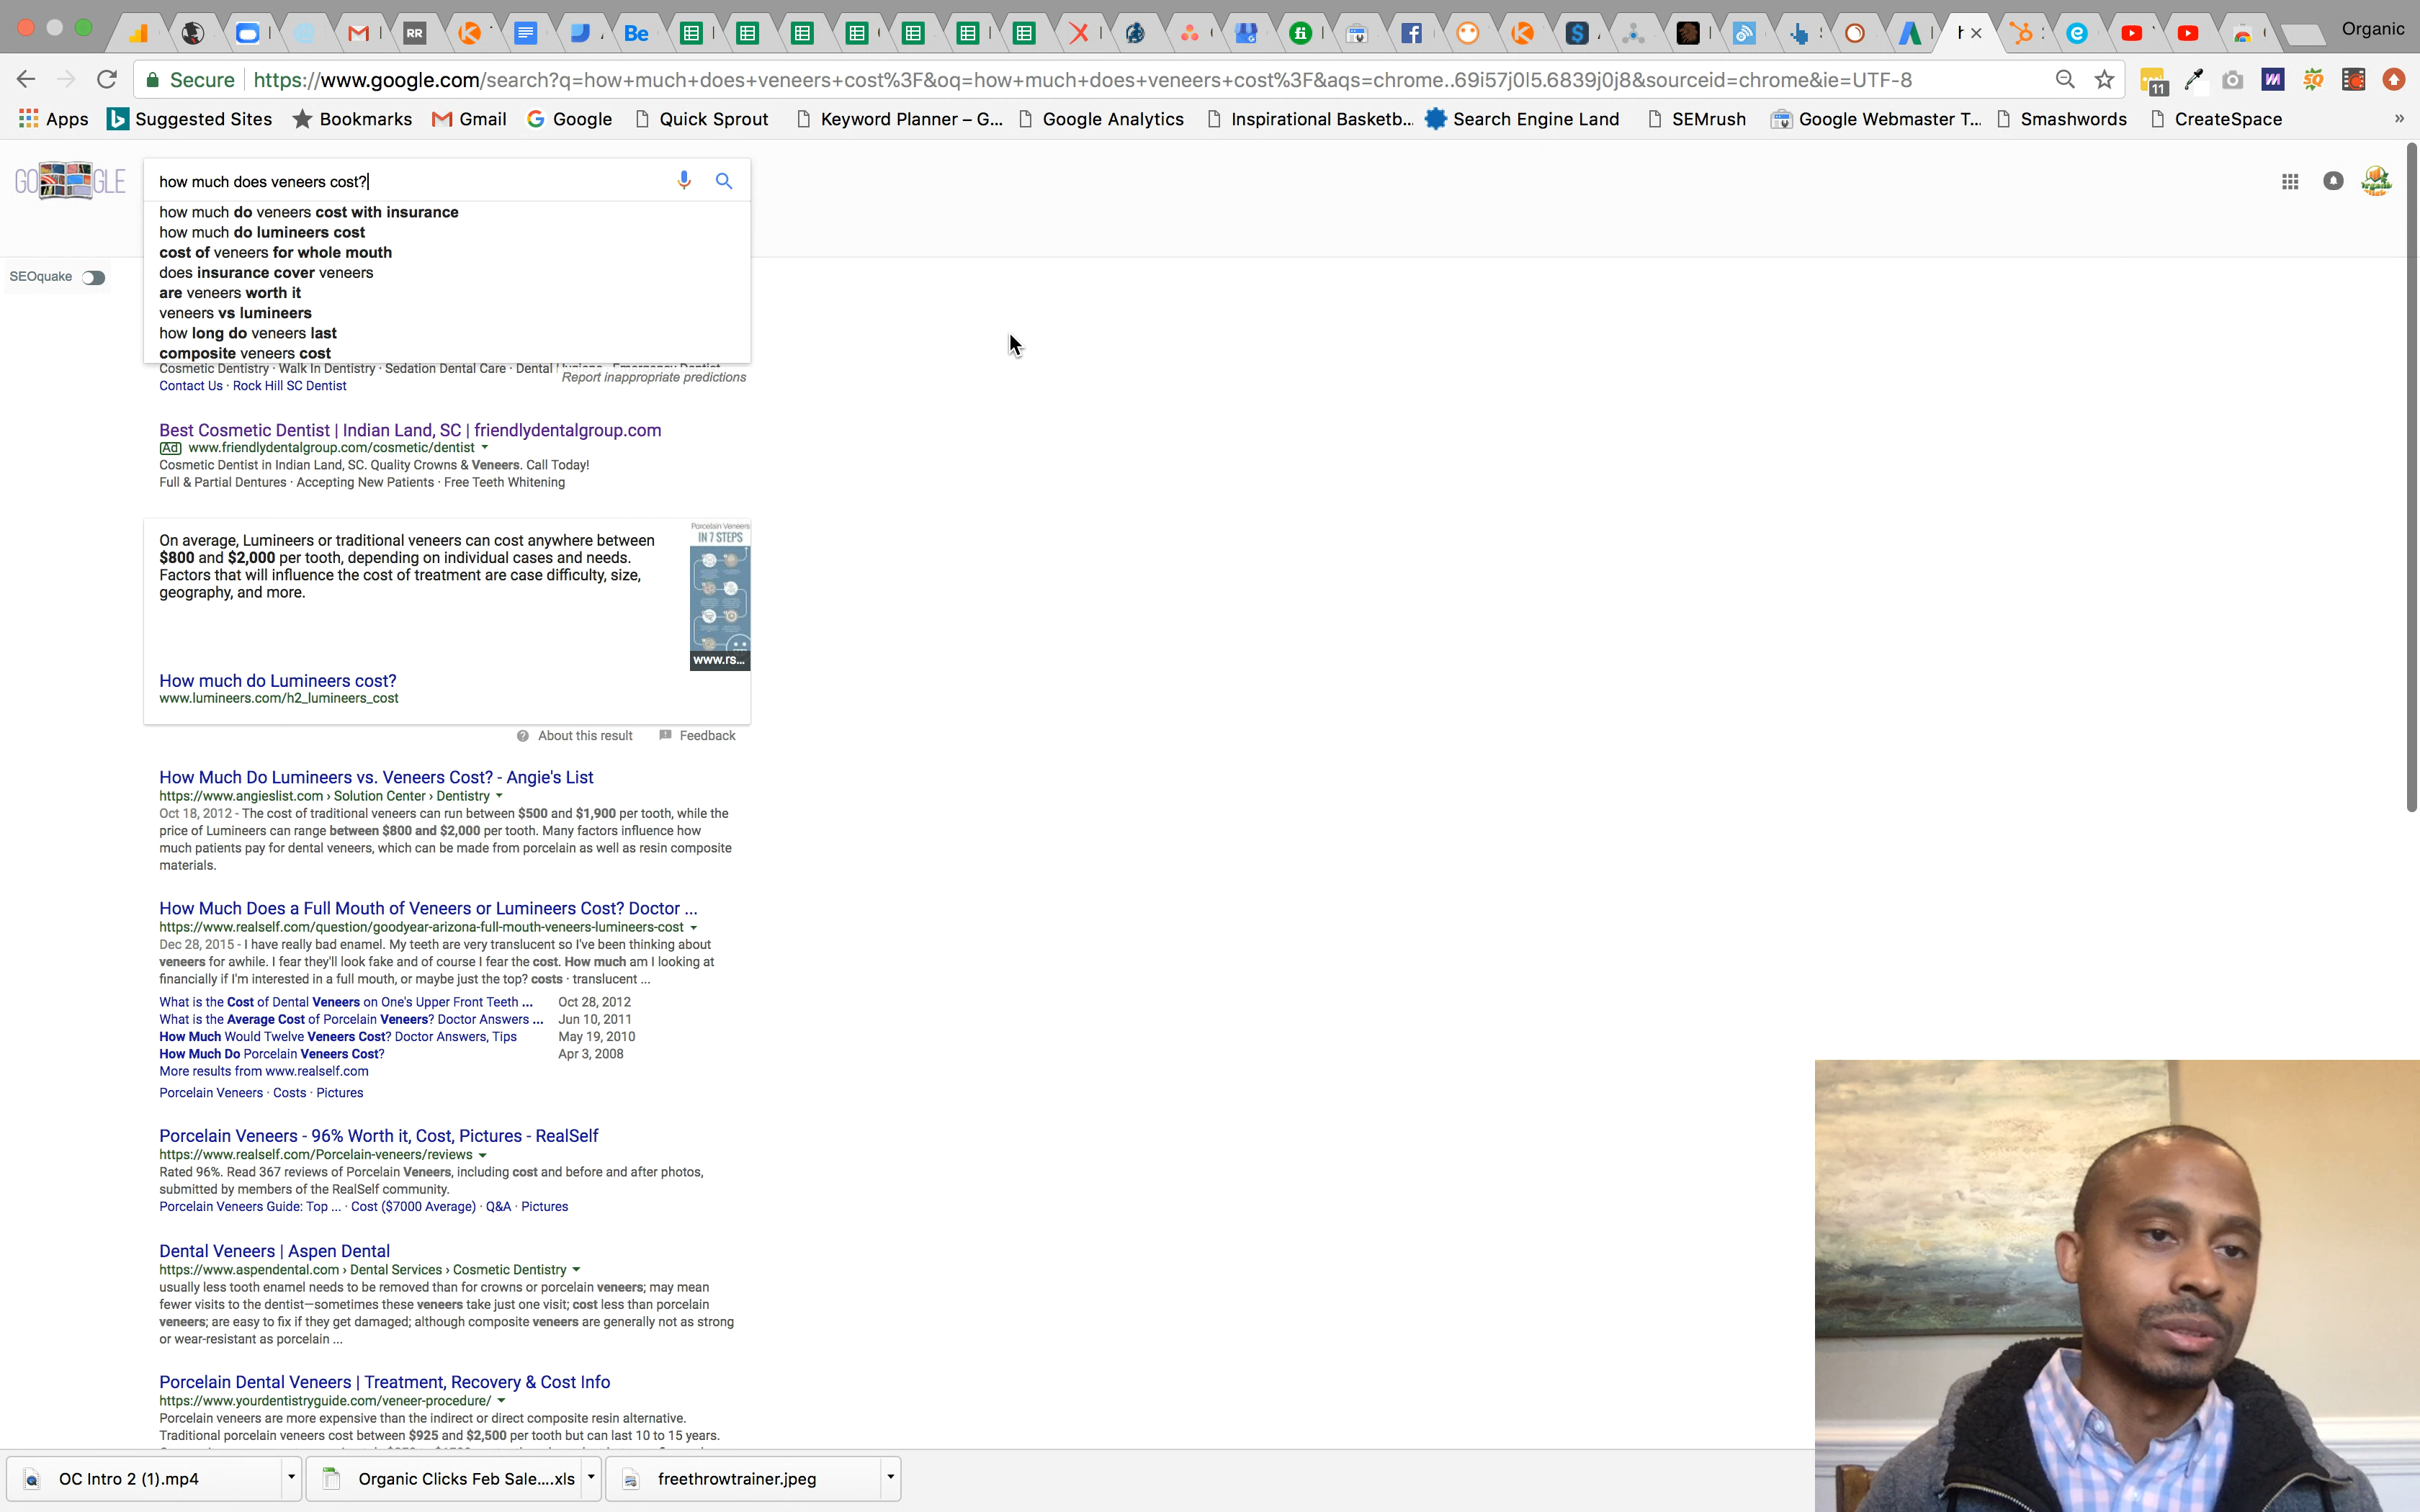 Organic
RR
Be
Secure
https://www.google.com/search?q=how+much+does+veneers+cost%3F&oq=how+much+does+veneers+cost%3F&aqs=chrome..69i57j0l5.6839j0j8&sourceid=chrome&ie=UTF-8
11
Apps
Suggested Sites
Bookmarks
Gmail
Google
Quick Sprout
Keyword Planner – G...
Google Analytics
Inspirational Basketb...
Search Engine Land
SEMrush
Google Webmaster T...
Smashwords
CreateSpace
»
how much does veneers cost?
how much do veneers cost with insurance
how much do lumineers cost
cost of veneers for whole mouth
does insurance cover veneers
are veneers worth it
veneers vs lumineers
how long do veneers last
composite veneers cost
SEOquake
Cosmetic Dentistry · Walk In Dentistry · Sedation Dental Care · Dental
Report inappropriate predictions
Contact Us · Rock Hill SC Dentist
Best Cosmetic Dentist | Indian Land, SC | friendlydentalgroup.com
Ad www.friendlydentalgroup.com/cosmetic/dentist
Cosmetic Dentist in Indian Land, SC. Quality Crowns & Veneers. Call Today!
Full & Partial Dentures · Accepting New Patients · Free Teeth Whitening
On average, Lumineers or traditional veneers can cost anywhere between
$800 and $2,000 per tooth, depending on individual cases and needs.
Factors that will influence the cost of treatment are case difficulty, size,
geography, and more.
Porcelain Veneers
IN 7 STEPS
www.rs...
How much do Lumineers cost?
www.lumineers.com/h2_lumineers_cost
About this result
Feedback
How Much Do Lumineers vs. Veneers Cost? - Angie's List
https://www.angieslist.com › Solution Center › Dentistry
Oct 18, 2012 - The cost of traditional veneers can run between $500 and $1,900 per tooth, while the
price of Lumineers can range between $800 and $2,000 per tooth. Many factors influence how
much patients pay for dental veneers, which can be made from porcelain as well as resin composite
materials.
How Much Does a Full Mouth of Veneers or Lumineers Cost? Doctor ...
https://www.realself.com/question/goodyear-arizona-full-mouth-veneers-lumineers-cost
Dec 28, 2015 - I have really bad enamel. My teeth are very translucent so I've been thinking about
veneers for awhile. I fear they'll look fake and of course I fear the cost. How much am I looking at
financially if I'm interested in a full mouth, or maybe just the top? costs · translucent ...
What is the Cost of Dental Veneers on One's Upper Front Teeth ... Oct 28, 2012
What is the Average Cost of Porcelain Veneers? Doctor Answers ... Jun 10, 2011
How Much Would Twelve Veneers Cost? Doctor Answers, Tips May 19, 2010
How Much Do Porcelain Veneers Cost? Apr 3, 2008
More results from www.realself.com
Porcelain Veneers · Costs · Pictures
Porcelain Veneers - 96% Worth it, Cost, Pictures - RealSelf
https://www.realself.com/Porcelain-veneers/reviews
Rated 96%. Read 367 reviews of Porcelain Veneers, including cost and before and after photos,
submitted by members of the RealSelf community.
Porcelain Veneers Guide: Top ... · Cost ($7000 Average) · Q&A · Pictures
Dental Veneers | Aspen Dental
https://www.aspendental.com › Dental Services › Cosmetic Dentistry
usually less tooth enamel needs to be removed than for crowns or porcelain veneers; may mean
fewer visits to the dentist—sometimes these veneers take just one visit; cost less than porcelain
veneers; are easy to fix if they get damaged; although composite veneers are generally not as strong
or wear-resistant as porcelain ...
Porcelain Dental Veneers | Treatment, Recovery & Cost Info
https://www.yourdentistryguide.com/veneer-procedure/
Porcelain veneers are more expensive than the indirect or direct composite resin alternative.
Traditional porcelain veneers cost between $925 and $2,500 per tooth but can last 10 to 15 years.
OC Intro 2 (1).mp4
Organic Clicks Feb Sale....xls
freethrowtrainer.jpeg